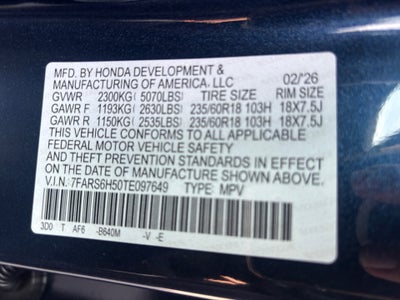 MFD. BY HONDA DEVELOPMENT &
MANUFACTURING OF AMERICA, LLC 02/'26
GVWR 2300KG( 5070LBS) TIRE SIZE RIM SIZE
GAWR F 1193KG( 2630LBS) 235/60R18 103H 18X7.5J
GAWR R 1150KG( 2535LBS) 235/60R18 103H 18X7.5J
THIS VEHICLE CONFORMS TO ALL APPLICABLE
FEDERAL MOTOR VEHICLE SAFETY
AND THEFT PREVENTION STANDARDS IN EFFECT
ON THE DATE OF MANUFACTURE SHOWN ABOVE.
V.I.N. 7FARS6H50TE097649 TYPE: MPV
3D0 T AF6 -B640M -V -E